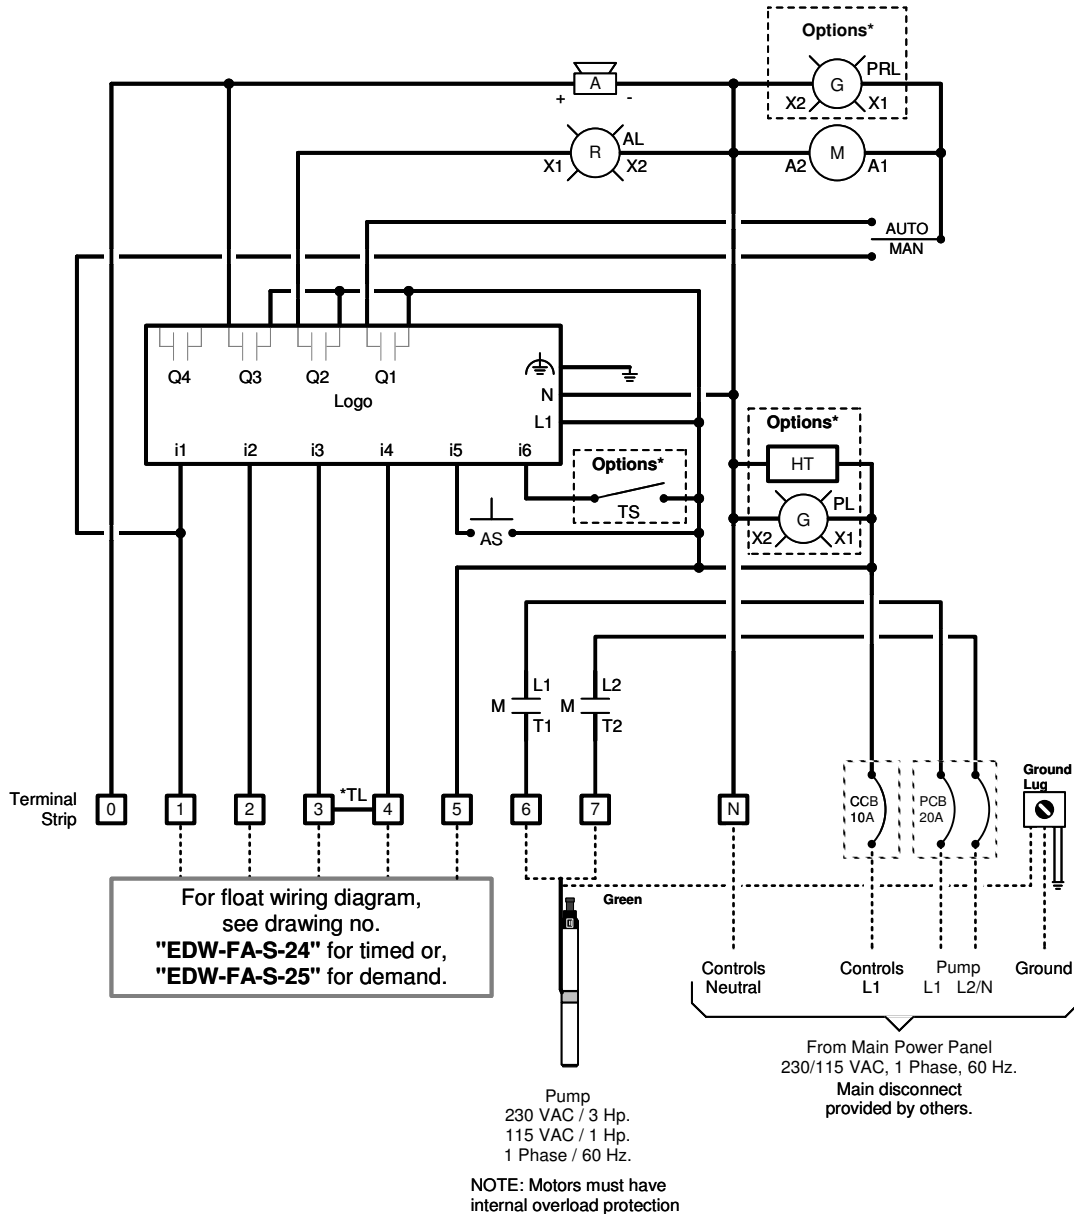 Options*
A
+ -
G
PRL
X2
X1
R
AL
X1
X2
M
A2
A1
AUTO
MAN
Q4 Q3 Q2 Q1
Logo
N
L1
i1 i2 i3 i4 i5 i6
Options*
TS
AS
Options*
HT
G
PL
X2
X1
M
L1
T1
M
L2
T2
Terminal
Strip
0 1 2 3 *TL 4 5 6 7 N
CCB
10A
PCB
20A
Ground
Lug
For float wiring diagram,
see drawing no.
"EDW-FA-S-24" for timed or,
"EDW-FA-S-25" for demand.
Green
Controls
Neutral
Controls
L1
Pump
L1 L2/N
Ground
From Main Power Panel
230/115 VAC, 1 Phase, 60 Hz.
Main disconnect
provided by others.
Pump
230 VAC / 3 Hp.
115 VAC / 1 Hp.
1 Phase / 60 Hz.
NOTE: Motors must have
internal overload protection